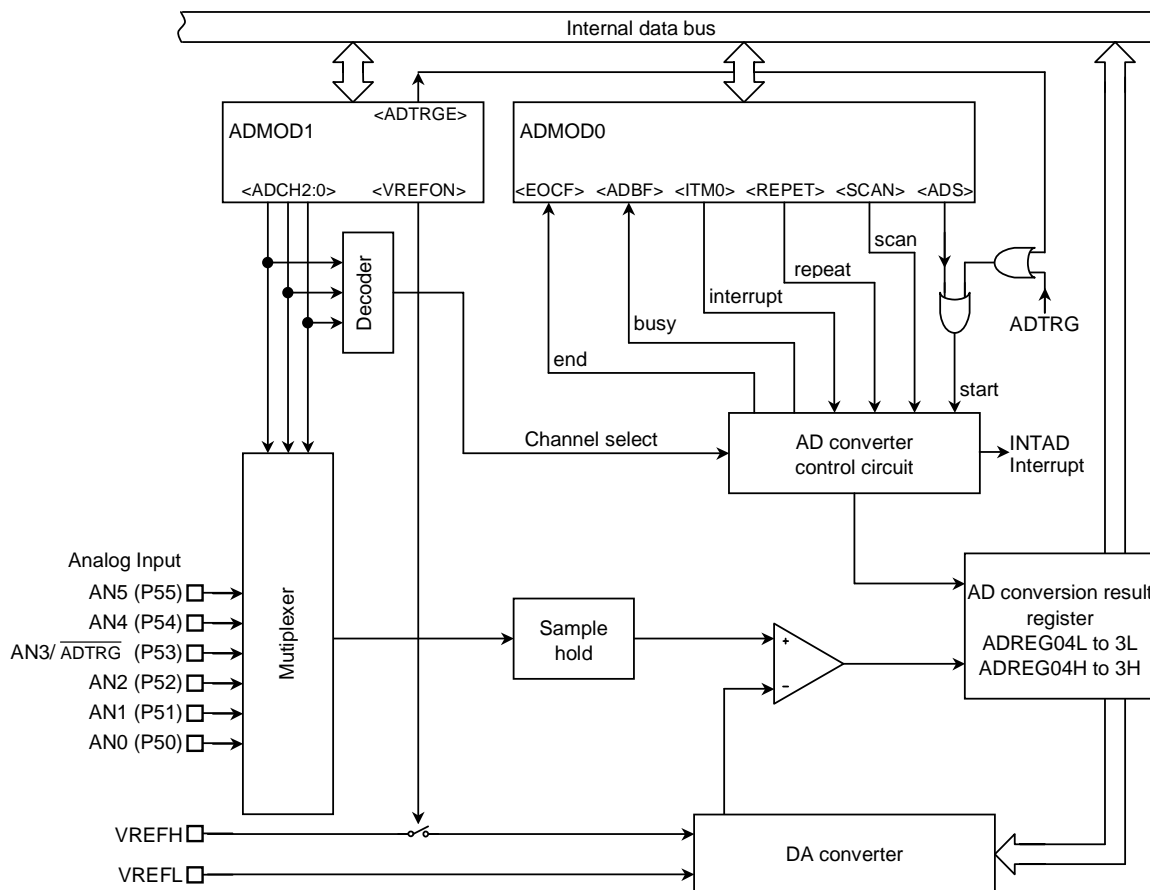 Internal data bus
<ADTRGE>
ADMOD1
ADMOD0
<ADCH2:0> <VREFON>
<EOCF> <ADBF> <ITM0> <REPET> <SCAN> <ADS>
scan
Decoder
repeat
interrupt
ADTRG
busy
end
start
Channel select
AD converter
control circuit
INTAD
Interrupt
Analog Input
AN5 (P55)
AN4 (P54)
AN3/ ADTRG (P53)
AN2 (P52)
AN1 (P51)
AN0 (P50)
Mutiplexer
Sample
hold
+
−
AD conversion result
register
ADREG04L to 3L
ADREG04H to 3H
VREFH
VREFL
DA converter